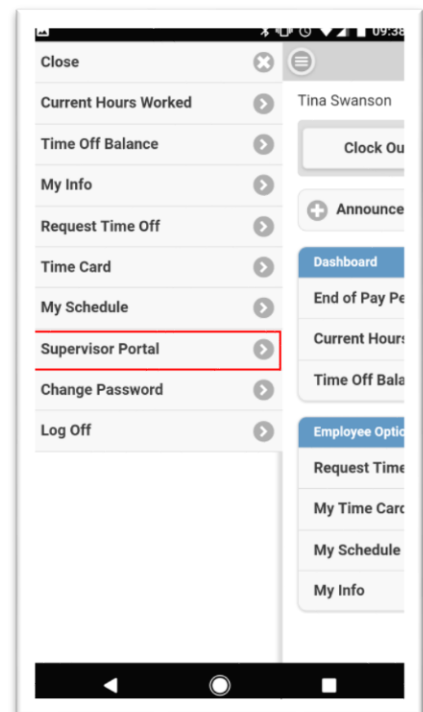 09:38
Close
Current Hours Worked
Time Off Balance
My Info
Request Time Off
Time Card
My Schedule
Supervisor Portal
Change Password
Log Off
Tina Swanson
Clock Ou
Announce
Dashboard
End of Pay Pe
Current Hours
Time Off Bala
Employee Optio
Request Time
My Time Card
My Schedule
My Info